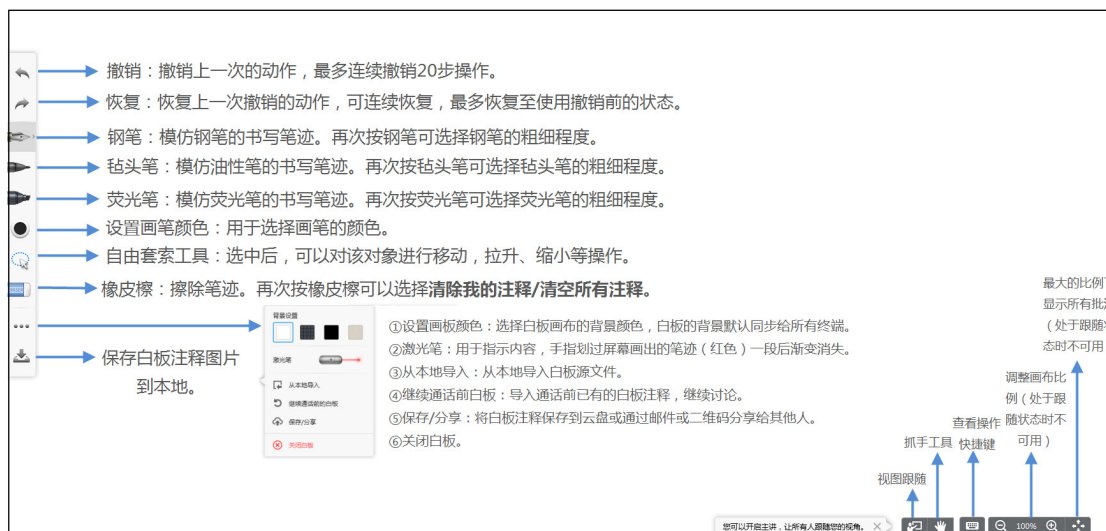 撤销：撤销上一次的动作，最多连续撤销20步操作。
恢复：恢复上一次撤销的动作，可连续恢复，最多恢复至使用撤销前的状态。
钢笔：模仿钢笔的书写笔迹。再次按钢笔可选择钢笔的粗细程度。
毡头笔：模仿油性笔的书写笔迹。再次按毡头笔可选择毡头笔的粗细程度。
荧光笔：模仿荧光笔的书写笔迹。再次按荧光笔可选择荧光笔的粗细程度。
设置画笔颜色：用于选择画笔的颜色。
自由套索工具：选中后，可以对该对象进行移动，拉升、缩小等操作。
橡皮檫：擦除笔迹。再次按橡皮檫可以选择清除我的注释/清空所有注释。
保存白板注释图片
到本地。
背景设置
激光笔
从本地导入
继续通话前的白板
保存/分享
关闭白板
①设置画板颜色：选择白板画布的背景颜色，白板的背景默认同步给所有终端。
②激光笔：用于指示内容，手指划过屏幕画出的笔迹（红色）一段后渐变消失。
③从本地导入：从本地导入白板源文件。
④继续通话前白板：导入通话前已有的白板注释，继续讨论。
⑤保存/分享：将白板注释保存到云盘或通过邮件或二维码分享给其他人。
⑥关闭白板。
最大的比例
显示所有批
（处于跟随
态时不可用
调整画布比
例（处于跟
随状态时不
可用）
查看操作
快捷键
抓手工具
视图跟随
您可以开启主讲，让所有人跟随您的视角。
100%